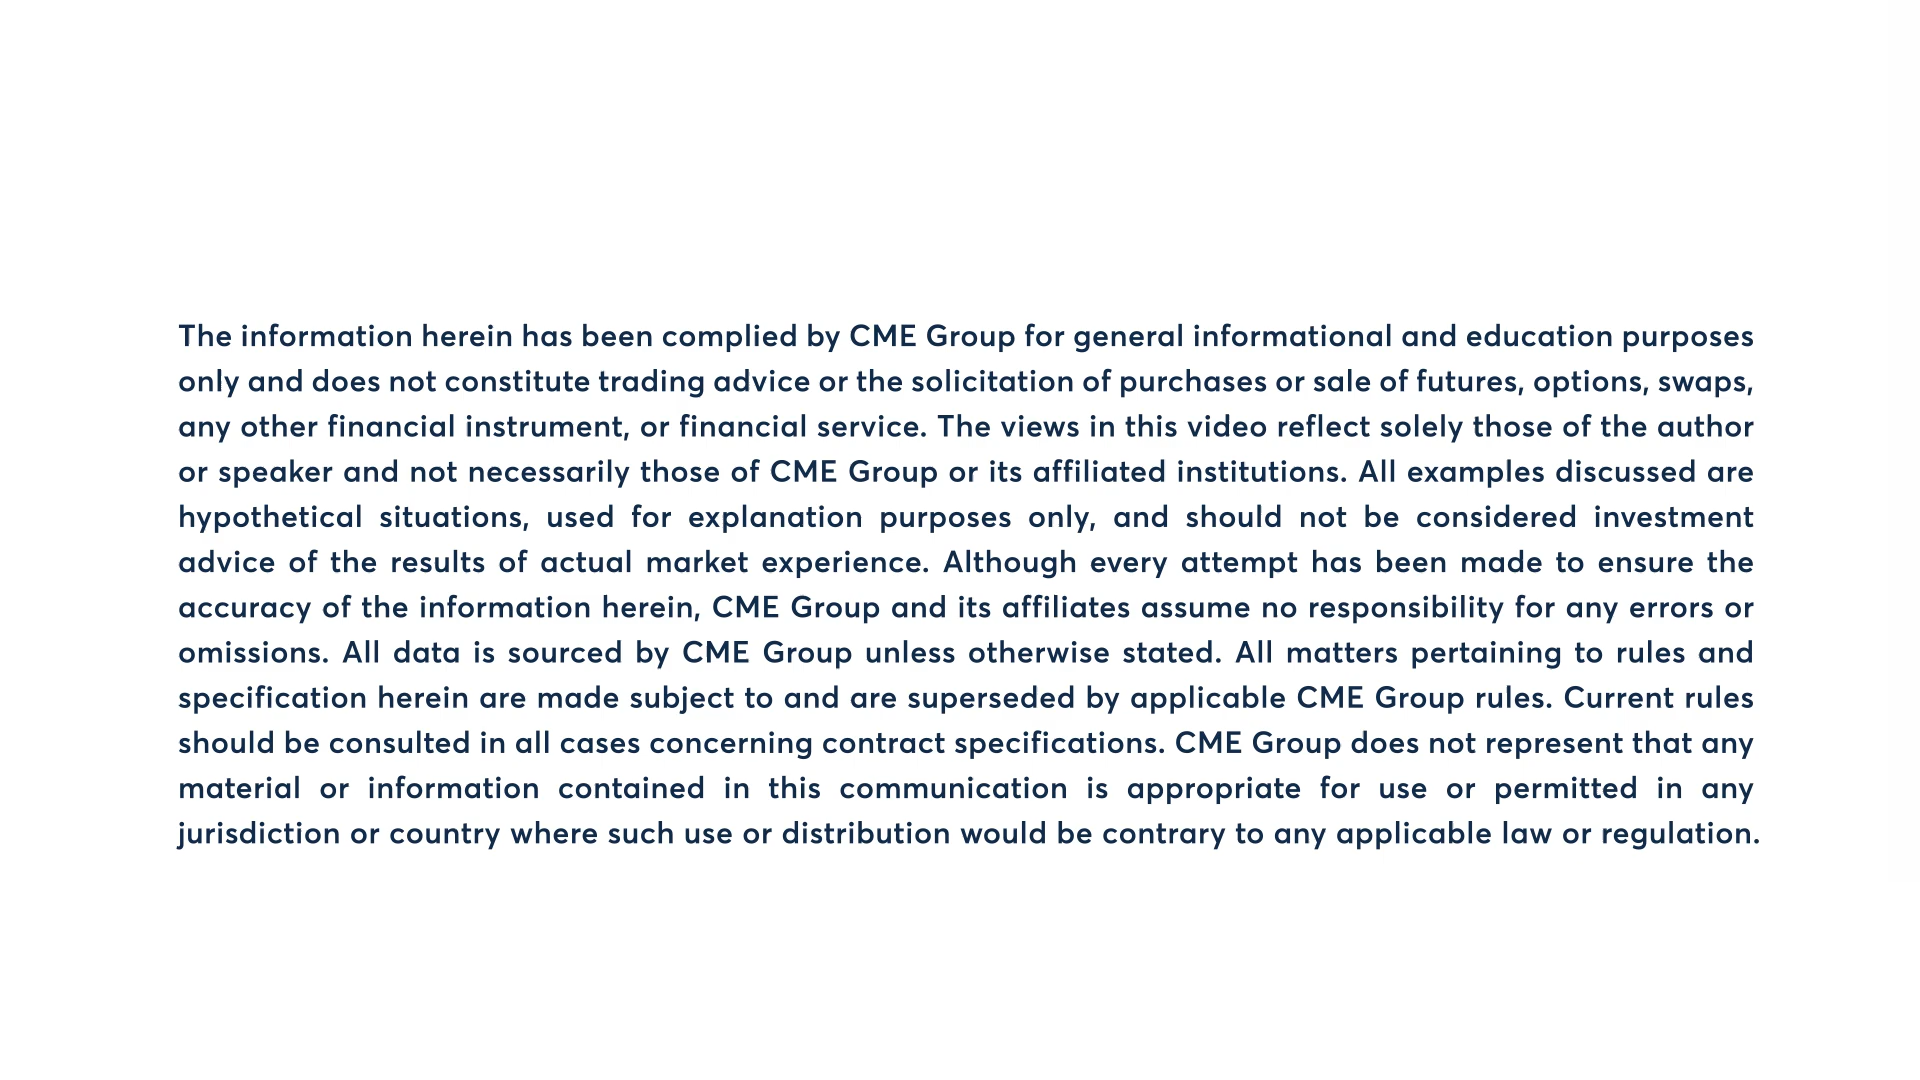 The information herein has been complied by CME Group for general informational and education purposes
only and does not constitute trading advice or the solicitation of purchases or sale of futures, options, swaps,
any other financial instrument, or financial service. The views in this video reflect solely those of the author
or speaker and not necessarily those of CME Group or its affiliated institutions. All examples discussed are
hypothetical situations, used for explanation purposes only, and should not be considered investment
advice of the results of actual market experience. Although every attempt has been made to ensure the
accuracy of the information herein, CME Group and its affiliates assume no responsibility for any errors or
omissions. All data is sourced by CME Group unless otherwise stated. All matters pertaining to rules and
specification herein are made subject to and are superseded by applicable CME Group rules. Current rules
should be consulted in all cases concerning contract specifications. CME Group does not represent that any
material or information contained in this communication is appropriate for use or permitted in any
jurisdiction or country where such use or distribution would be contrary to any applicable law or regulation.